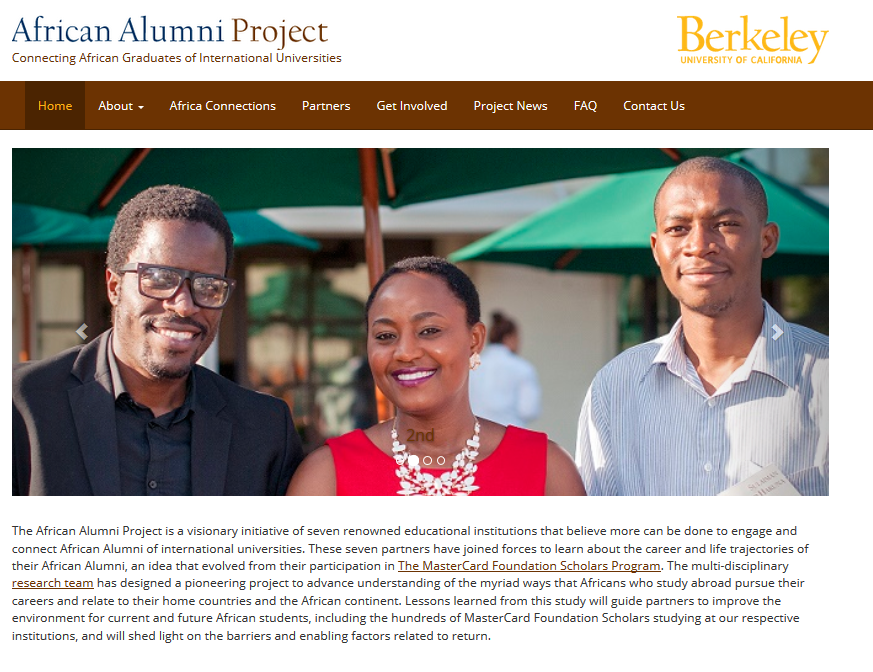 African Alumni Project
Connecting African Graduates of International Universities
Berkeley
UNIVERSITY OF CALIFORNIA
Home About Africa Connections Partners Get Involved Project News FAQ Contact Us
2nd
The African Alumni Project is a visionary initiative of seven renowned educational institutions that believe more can be done to engage and
connect African Alumni of international universities. These seven partners have joined forces to learn about the career and life trajectories of
their African Alumni, an idea that evolved from their participation in The MasterCard Foundation Scholars Program. The multi-disciplinary
research team has designed a pioneering project to advance understanding of the myriad ways that Africans who study abroad pursue their
careers and relate to their home countries and the African continent. Lessons learned from this study will guide partners to improve the
environment for current and future African students, including the hundreds of MasterCard Foundation Scholars studying at our respective
institutions, and will shed light on the barriers and enabling factors related to return.